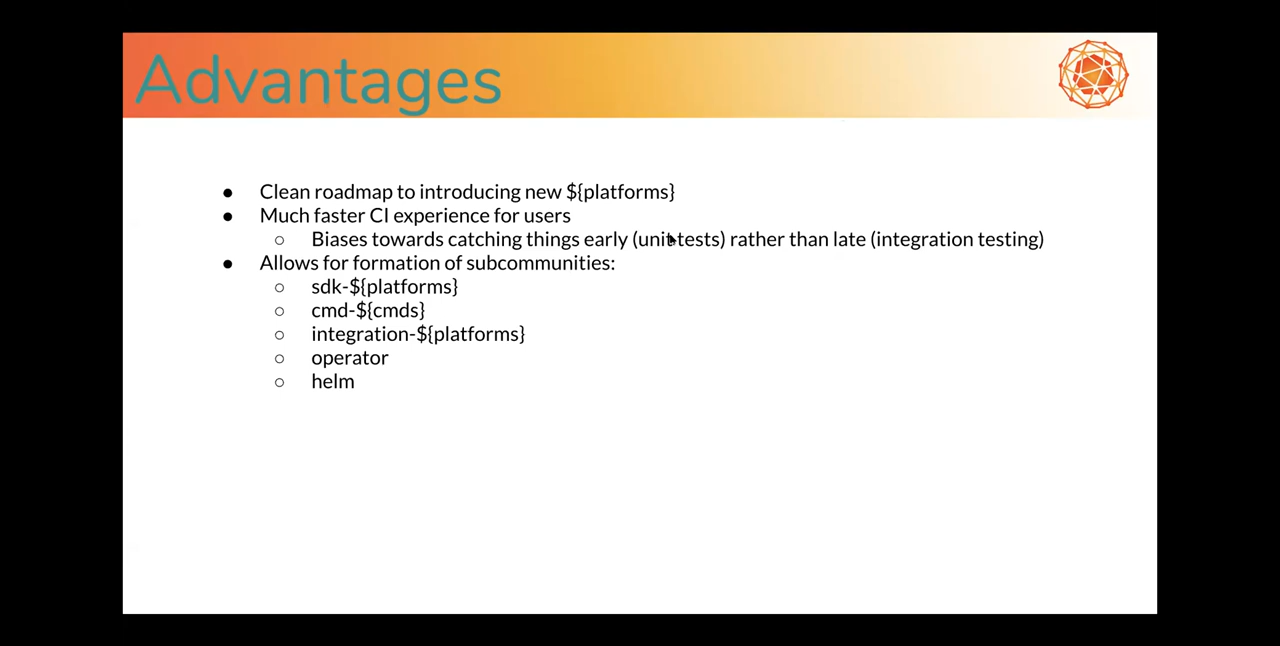 Advantages
● Clean roadmap to introducing new ${platforms}
● Much faster CI experience for users
○ Biases towards catching things early (unit tests) rather than late (integration testing)
● Allows for formation of subcommunities:
○ sdk-${platforms}
○ cmd-${cmds}
○ integration-${platforms}
○ operator
○ helm